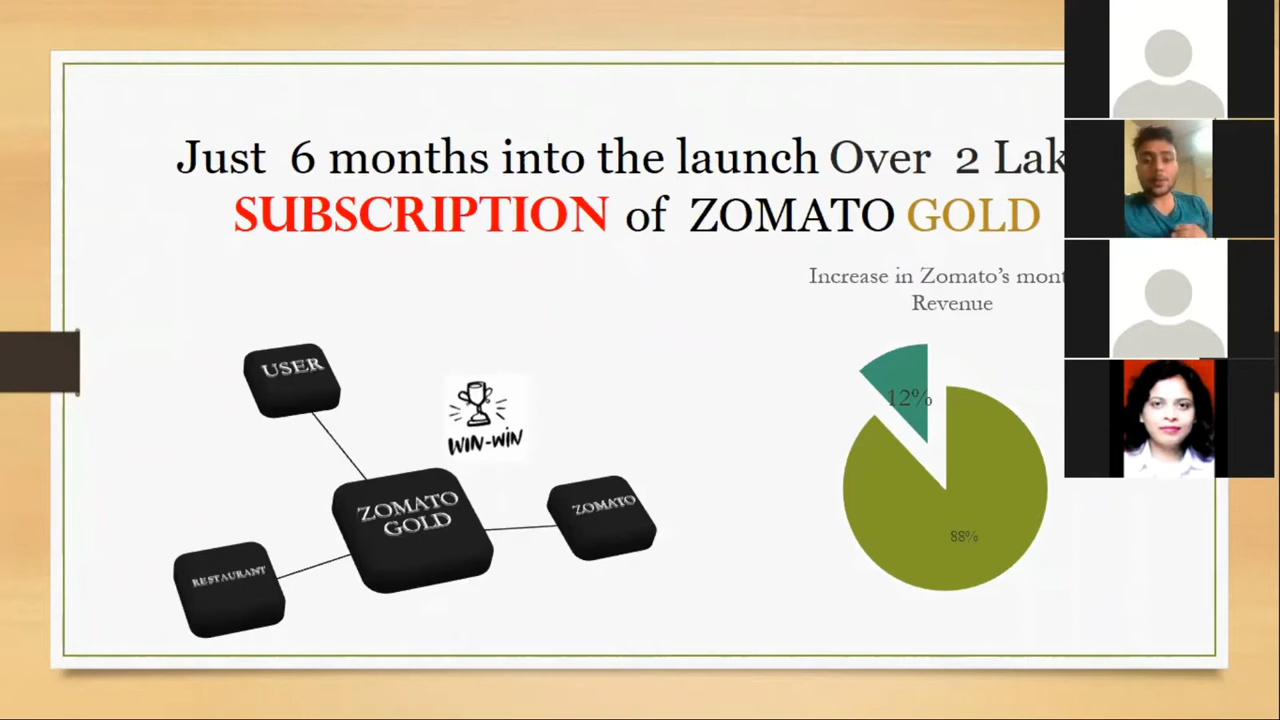 Just 6 months into the launch Over 2 Lak
SUBSCRIPTION of ZOMATO GOLD
Increase in Zomato's mont
Revenue
USER
12%
WIN-WIN
ZOMATO
GOLD
ZOMATO
88%
RESTAURANT